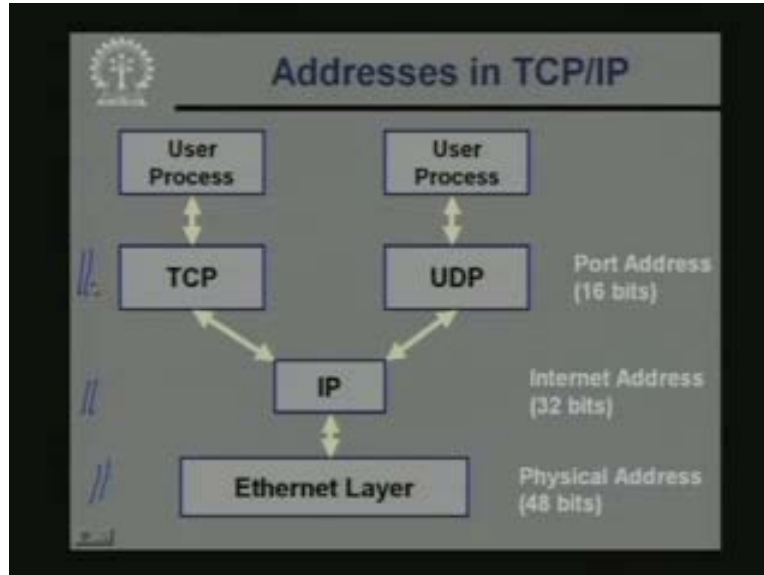 Addresses in TCP/IP
User
Process
User
Process
TCP
UDP
Port Address
(16 bits)
IP
Internet Address
(32 bits)
Ethernet Layer
Physical Address
(48 bits)